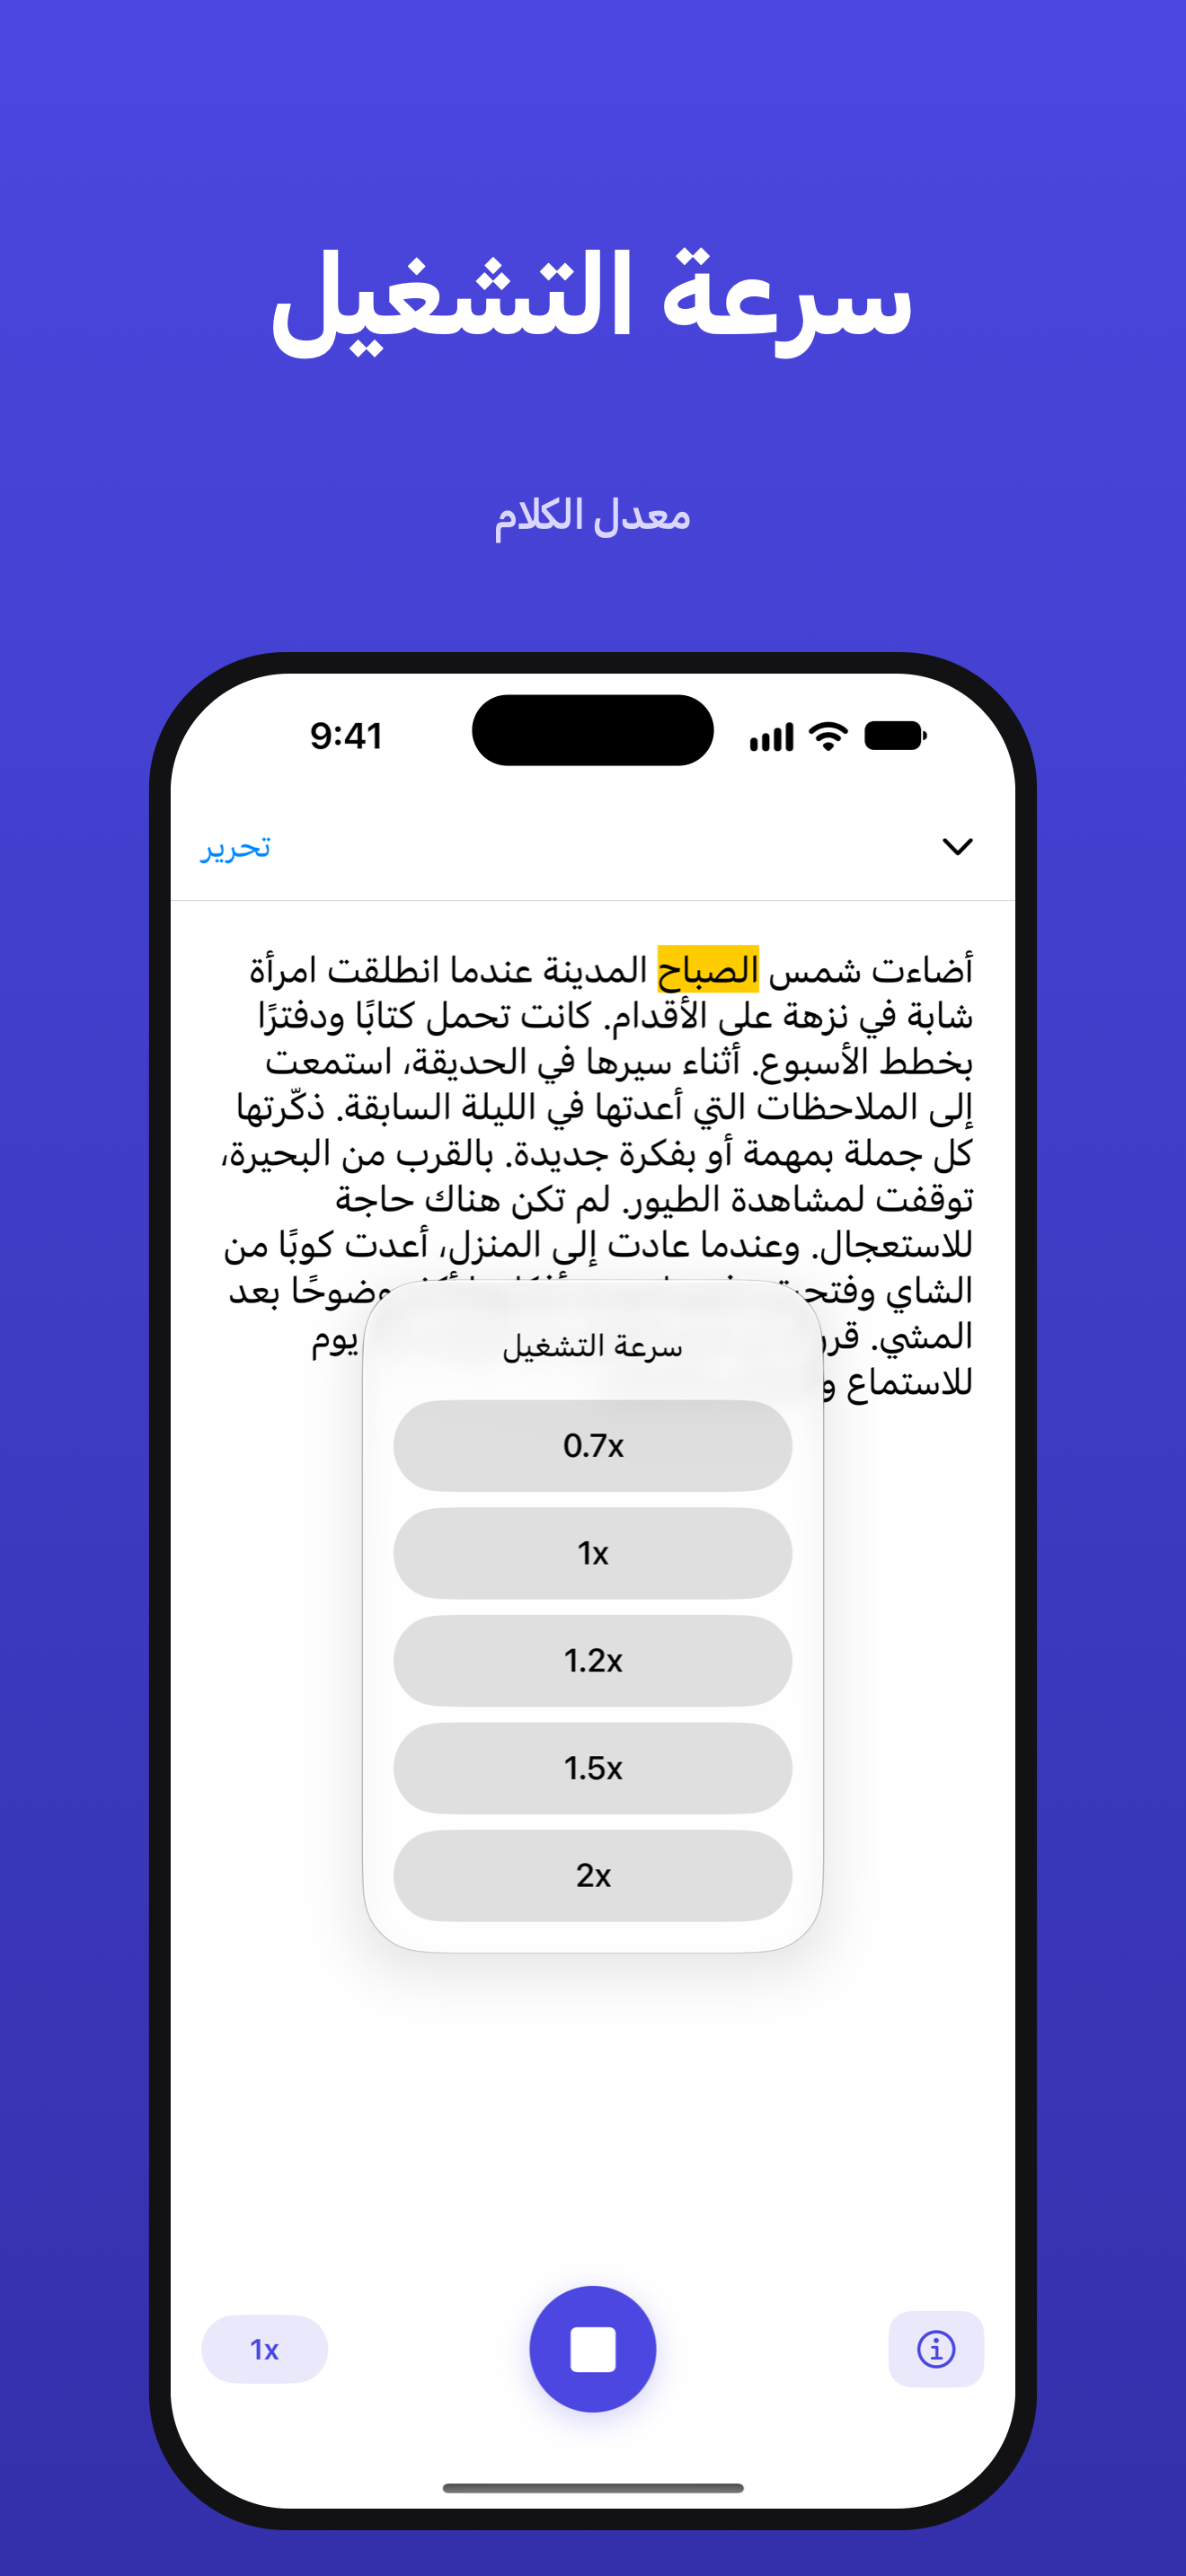 سرعة التشغيل
معدل الكلام
9:41
تحرير
أضاءت شمس الصباح المدينة عندما انطلقت امرأة
شابة في نزهة على الأقدام. كانت تحمل كتابًا ودفترًا
بخطط الأسبوع. أثناء سيرها في الحديقة، استمعت
إلى الملاحظات التي أعدتها في الليلة السابقة. ذكّرتها
كل جملة بمهمة أو بفكرة جديدة. بالقرب من البحيرة،
توقفت لمشاهدة الطيور. لم تكن هناك حاجة
للاستعجال. وعندما عادت إلى المنزل، أعدت كوبًا من
الشاي وضوحًا بعد
المشي. يوم
للاستماع
سرعة التشغيل
0.7x
1x
1.2x
1.5x
2x
1x